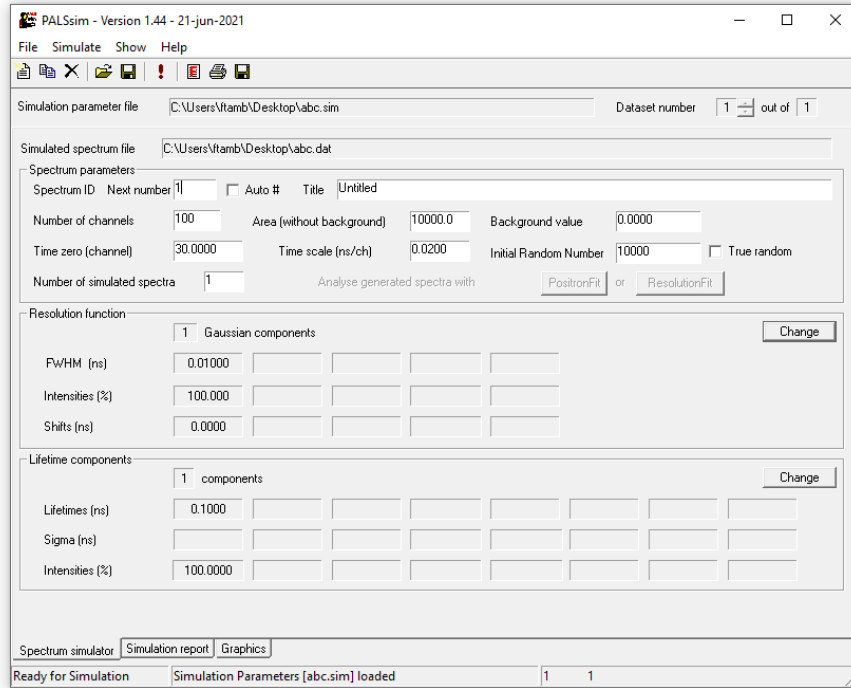 PALSsim - Version 1.44 - 21-jun-2021
File Simulate Show Help
Simulation parameter file C:\Users\ftamb\Desktop\abc.sim Dataset number 1 out of 1
Simulated spectrum file C:\Users\ftamb\Desktop\abc.dat
Spectrum parameters
Spectrum ID Next number 1 Auto # Title Untitled
Number of channels 100 Area (without background) 10000.0 Background value 0.0000
Time zero (channel) 30.0000 Time scale (ns/ch) 0.0200 Initial Random Number 10000 True random
Number of simulated spectra 1 Analyse generated spectra with PositronFit or ResolutionFit
Resolution function
1 Gaussian components Change
FWHM (ns) 0.01000
Intensities (%) 100.000
Shifts (ns) 0.0000
Lifetime components
1 components Change
Lifetimes (ns) 0.1000
Sigma (ns)
Intensities (%) 100.0000
Spectrum simulator Simulation report Graphics
Ready for Simulation Simulation Parameters [abc.sim] loaded 1 1